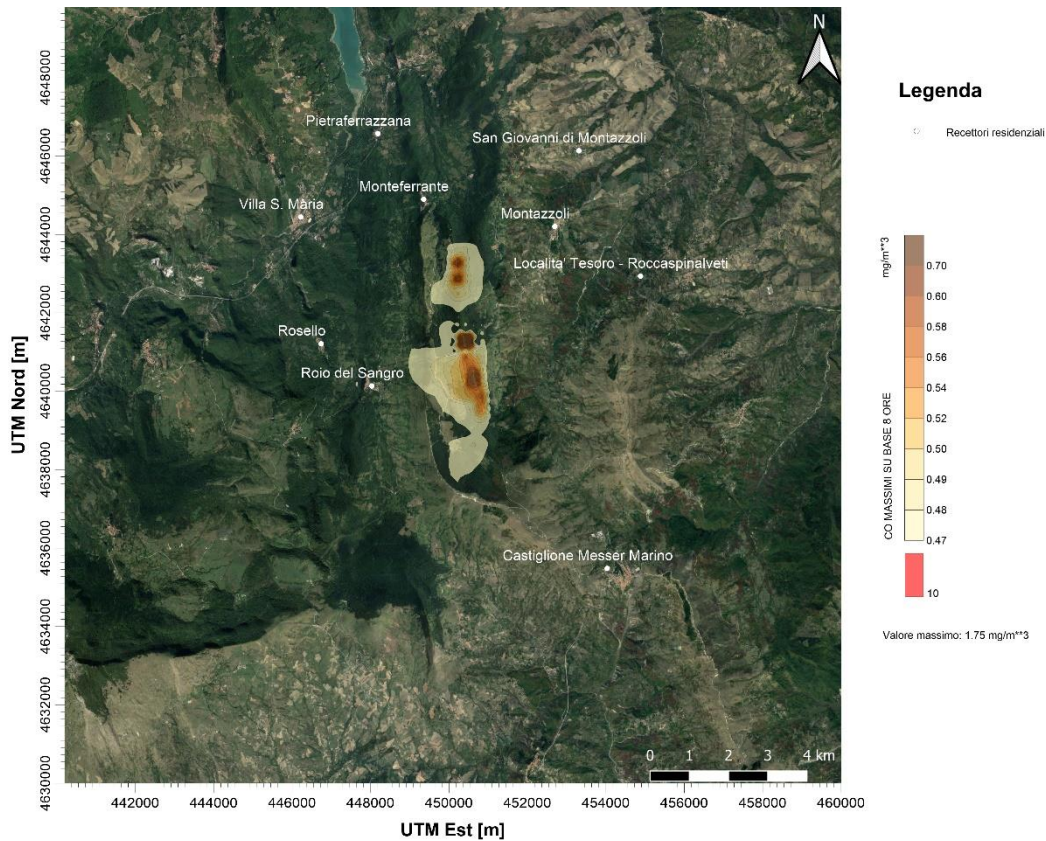 N
Pietraferrazzana
San Giovanni di Montazzoli
Monteferrante
Villa S. Maria
Montazzoli
Localita' Tesoro - Roccaspinalveti
Rosello
Roio del Sangro
Castiglione Messer Marino
0 1 2 3 4 km
4648000
4646000
4644000
4642000
4640000
4638000
4636000
4634000
4632000
4630000
UTM Nord [m]
442000 444000 446000 448000 450000 452000 454000 456000 458000 460000
UTM Est [m]
Legenda
Recettori residenziali
mg/m**3
CO MASSIMI SU BASE 8 ORE
0.70
0.60
0.58
0.56
0.54
0.52
0.50
0.49
0.48
0.47
10
Valore massimo: 1.75 mg/m**3